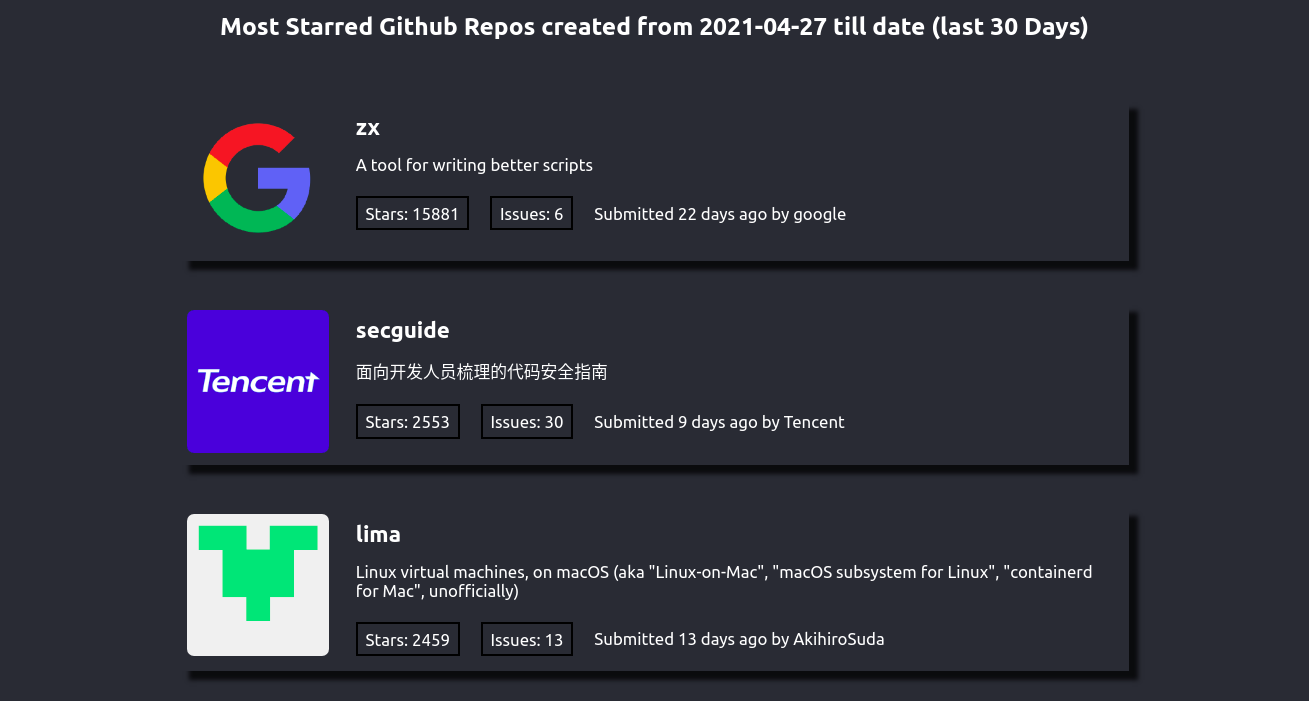 Most Starred Github Repos created from 2021-04-27 till date (last 30 Days)
zx
A tool for writing better scripts
Stars: 15881 Issues: 6 Submitted 22 days ago by google
Tencent
secguide
面向开发人员梳理的代码安全指南
Stars: 2553 Issues: 30 Submitted 9 days ago by Tencent
lima
Linux virtual machines, on macOS (aka "Linux-on-Mac", "macOS subsystem for Linux", "containerd
for Mac", unofficially)
Stars: 2459 Issues: 13 Submitted 13 days ago by AkihiroSuda